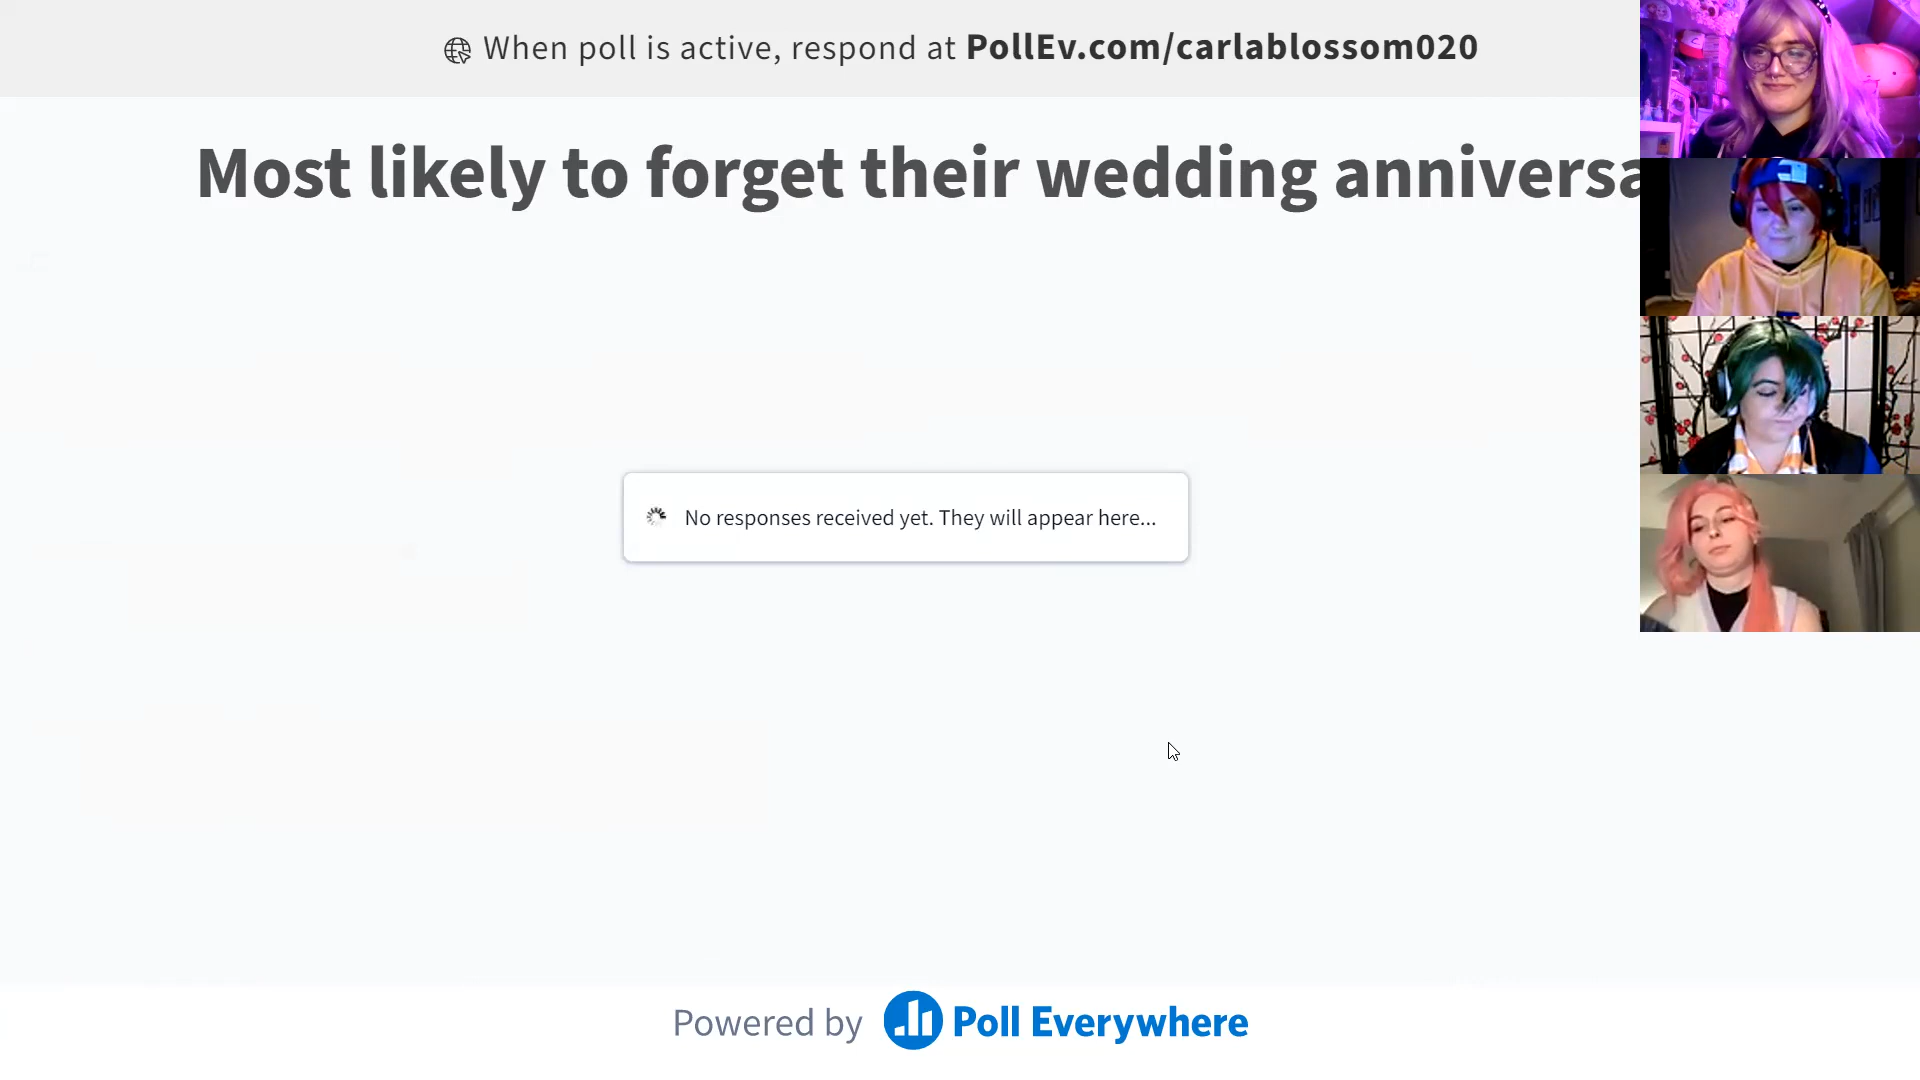 When poll is active, respond at PollEv.com/carlablossom020
Most likely to forget their wedding anniversa
No responses received yet. They will appear here...
Powered by Poll Everywhere